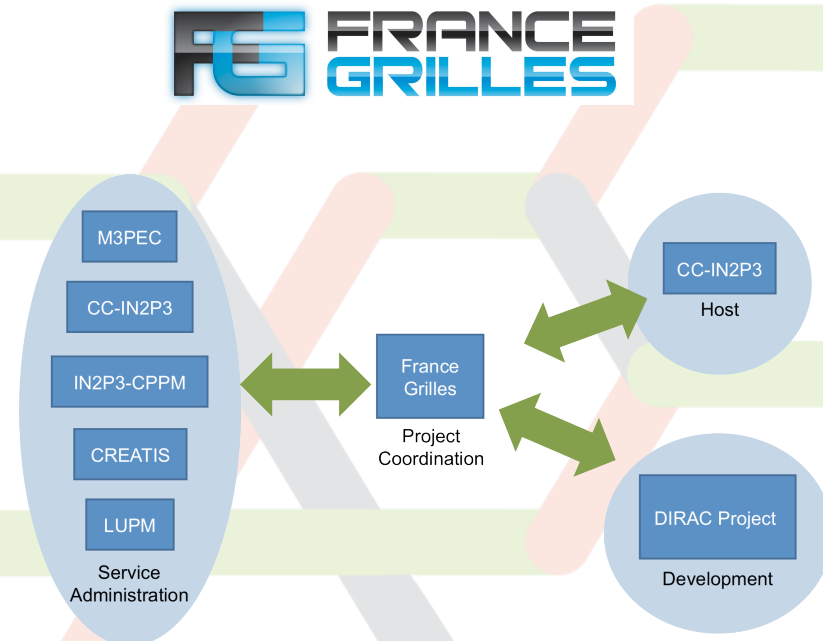 FG FRANCE
GRILLES
M3PEC
CC-IN2P3
IN2P3-CPPM
CREATIS
LUPM
Service
Administration
France
Grilles
Project
Coordination
CC-IN2P3
Host
DIRAC Project
Development